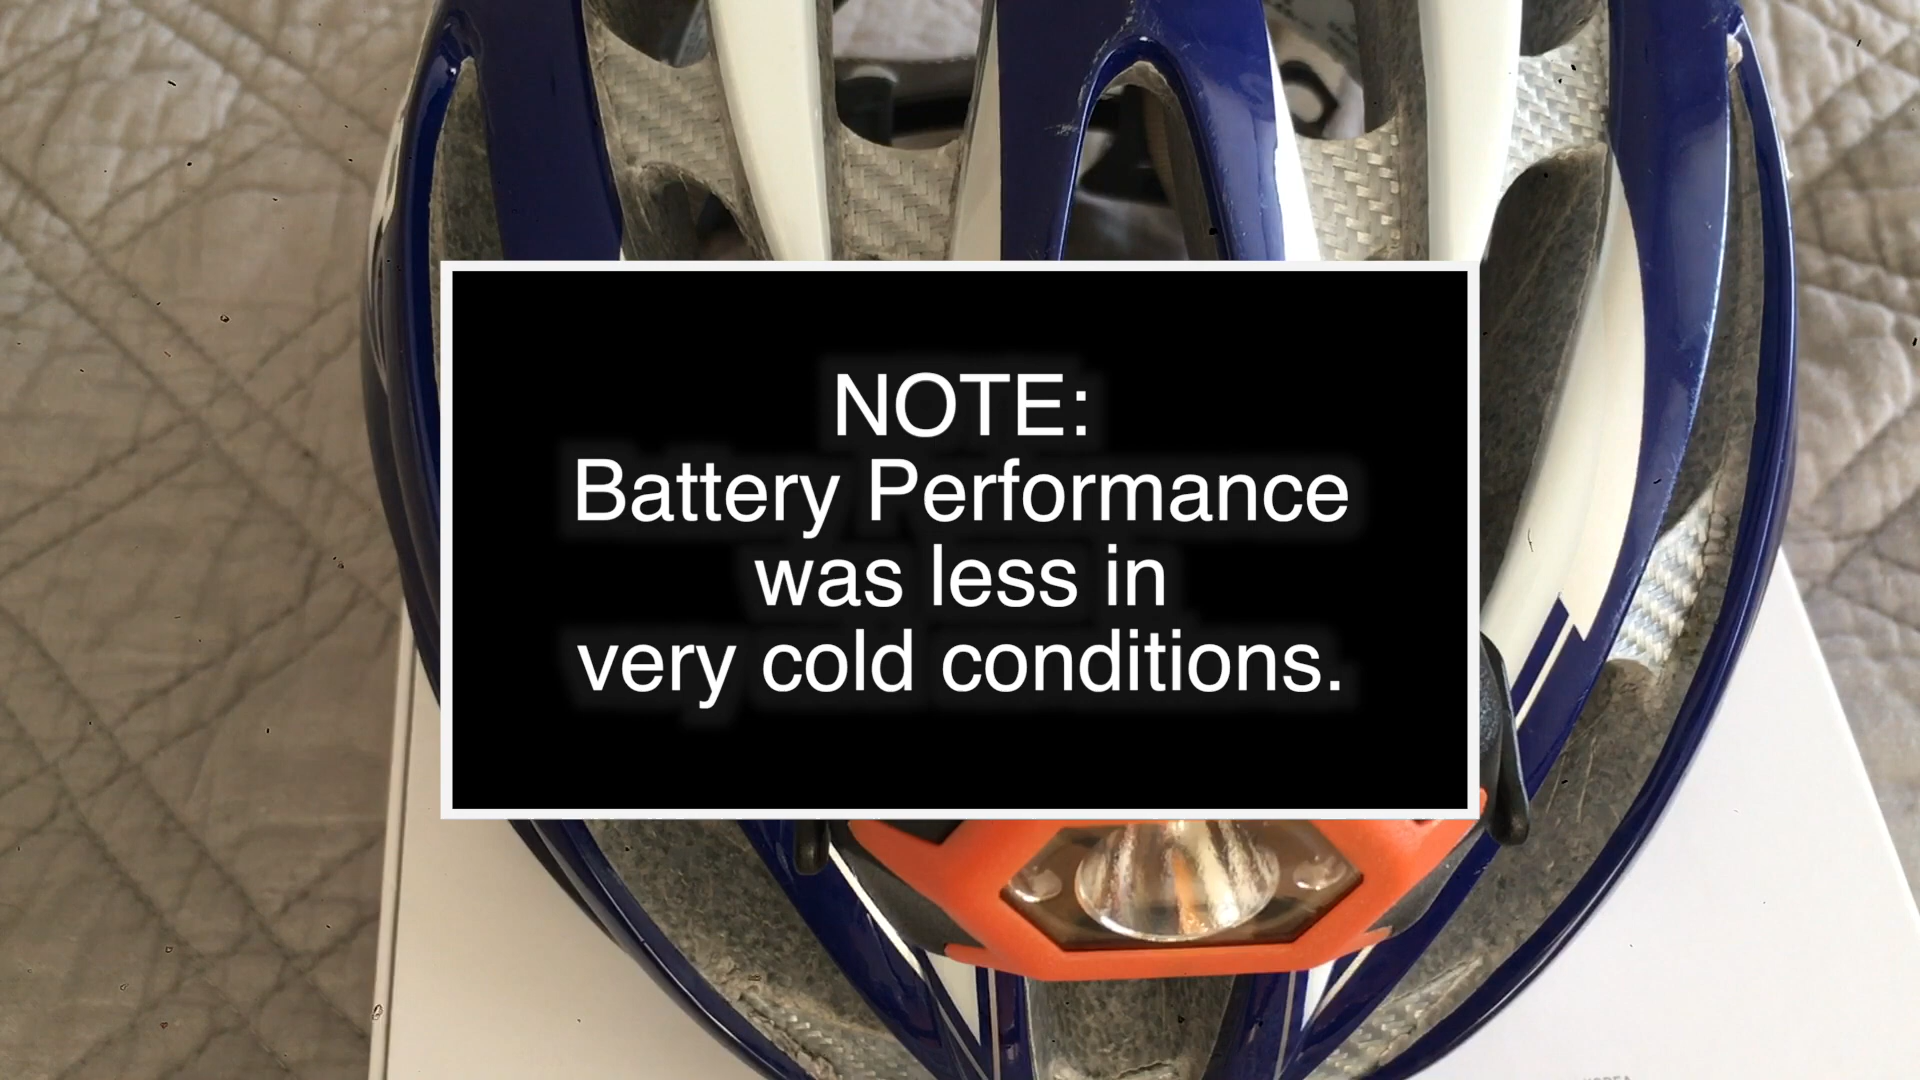 NOTE:
Battery Performance
was less in
very cold conditions.